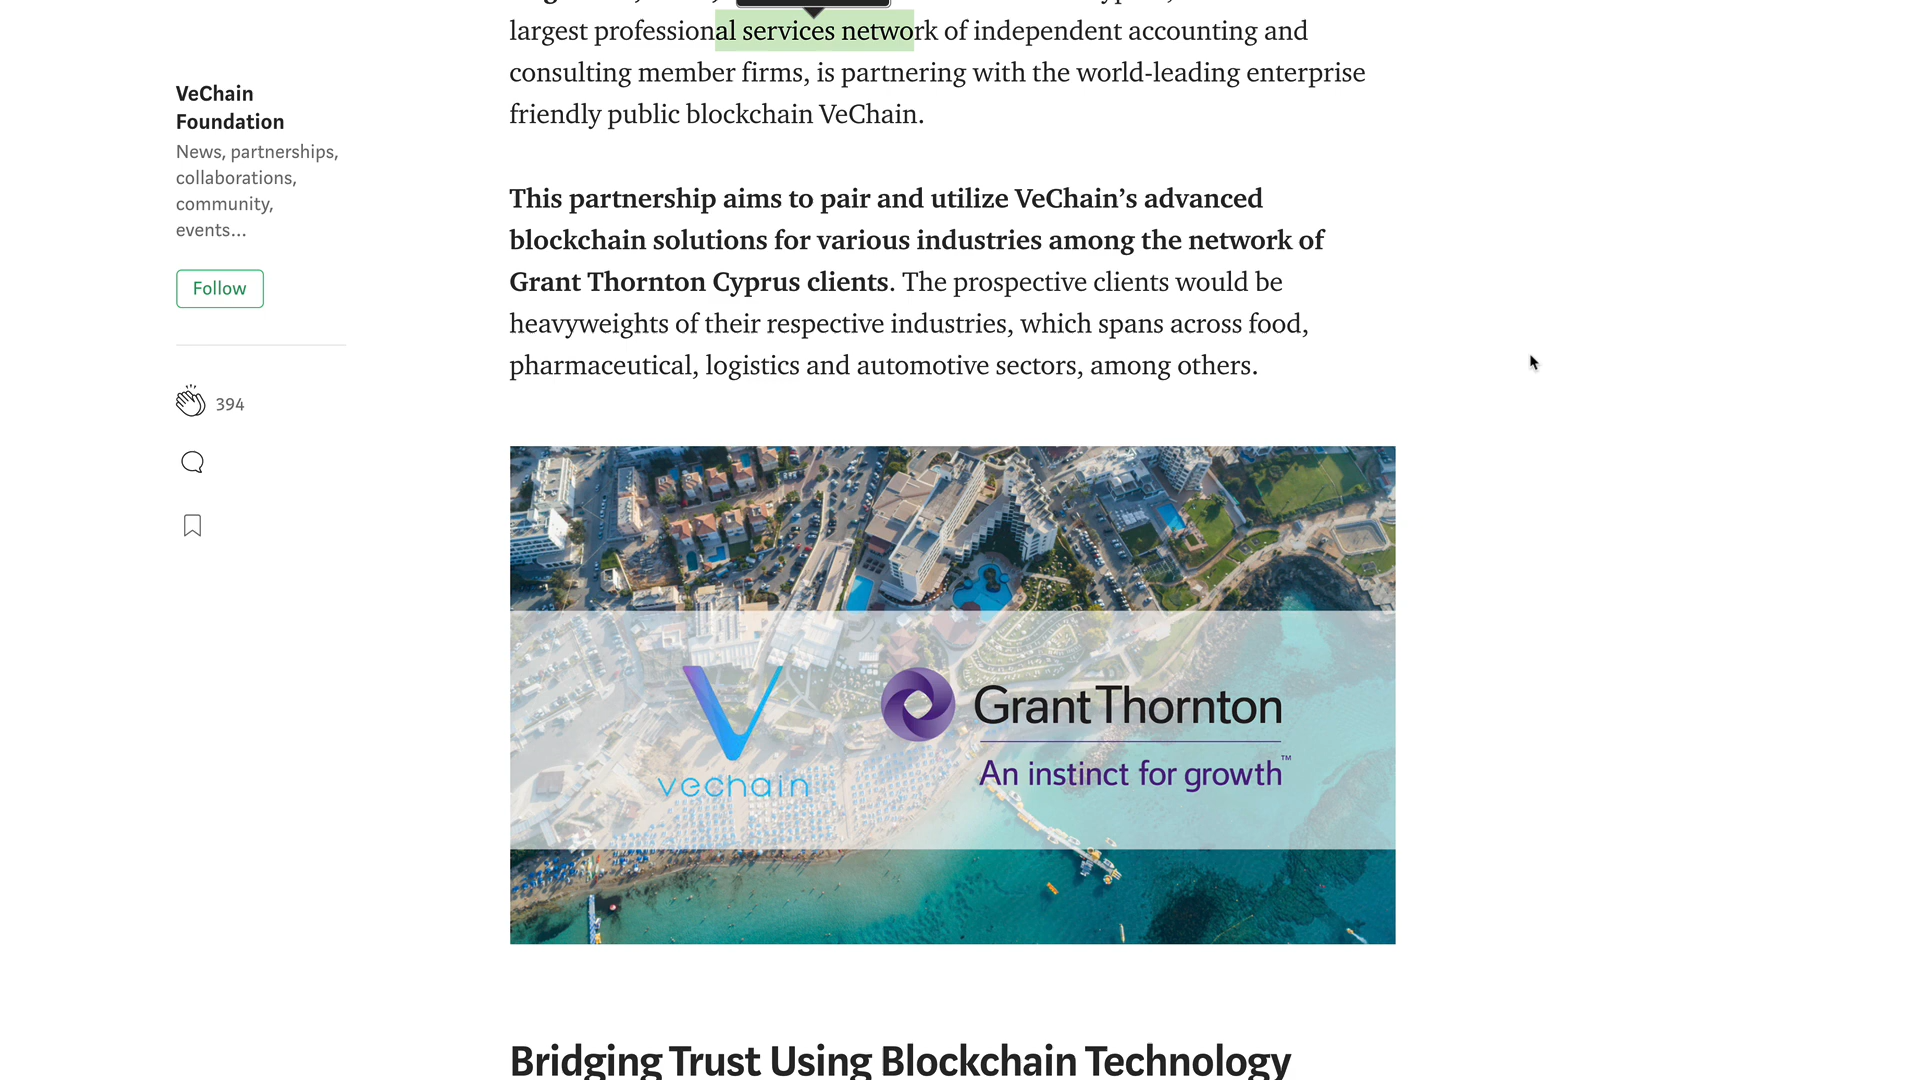 largest professional services network of independent accounting and
consulting member firms, is partnering with the world-leading enterprise
friendly public blockchain VeChain.
VeChain
Foundation
News, partnerships,
collaborations,
community,
events...
Follow
394
This partnership aims to pair and utilize VeChain’s advanced
blockchain solutions for various industries among the network of
Grant Thornton Cyprus clients. The prospective clients would be
heavyweights of their respective industries, which spans across food,
pharmaceutical, logistics and automotive sectors, among others.
vechain
Grant Thornton
An instinct for growth™
Bridging Trust Using Blockchain Technology